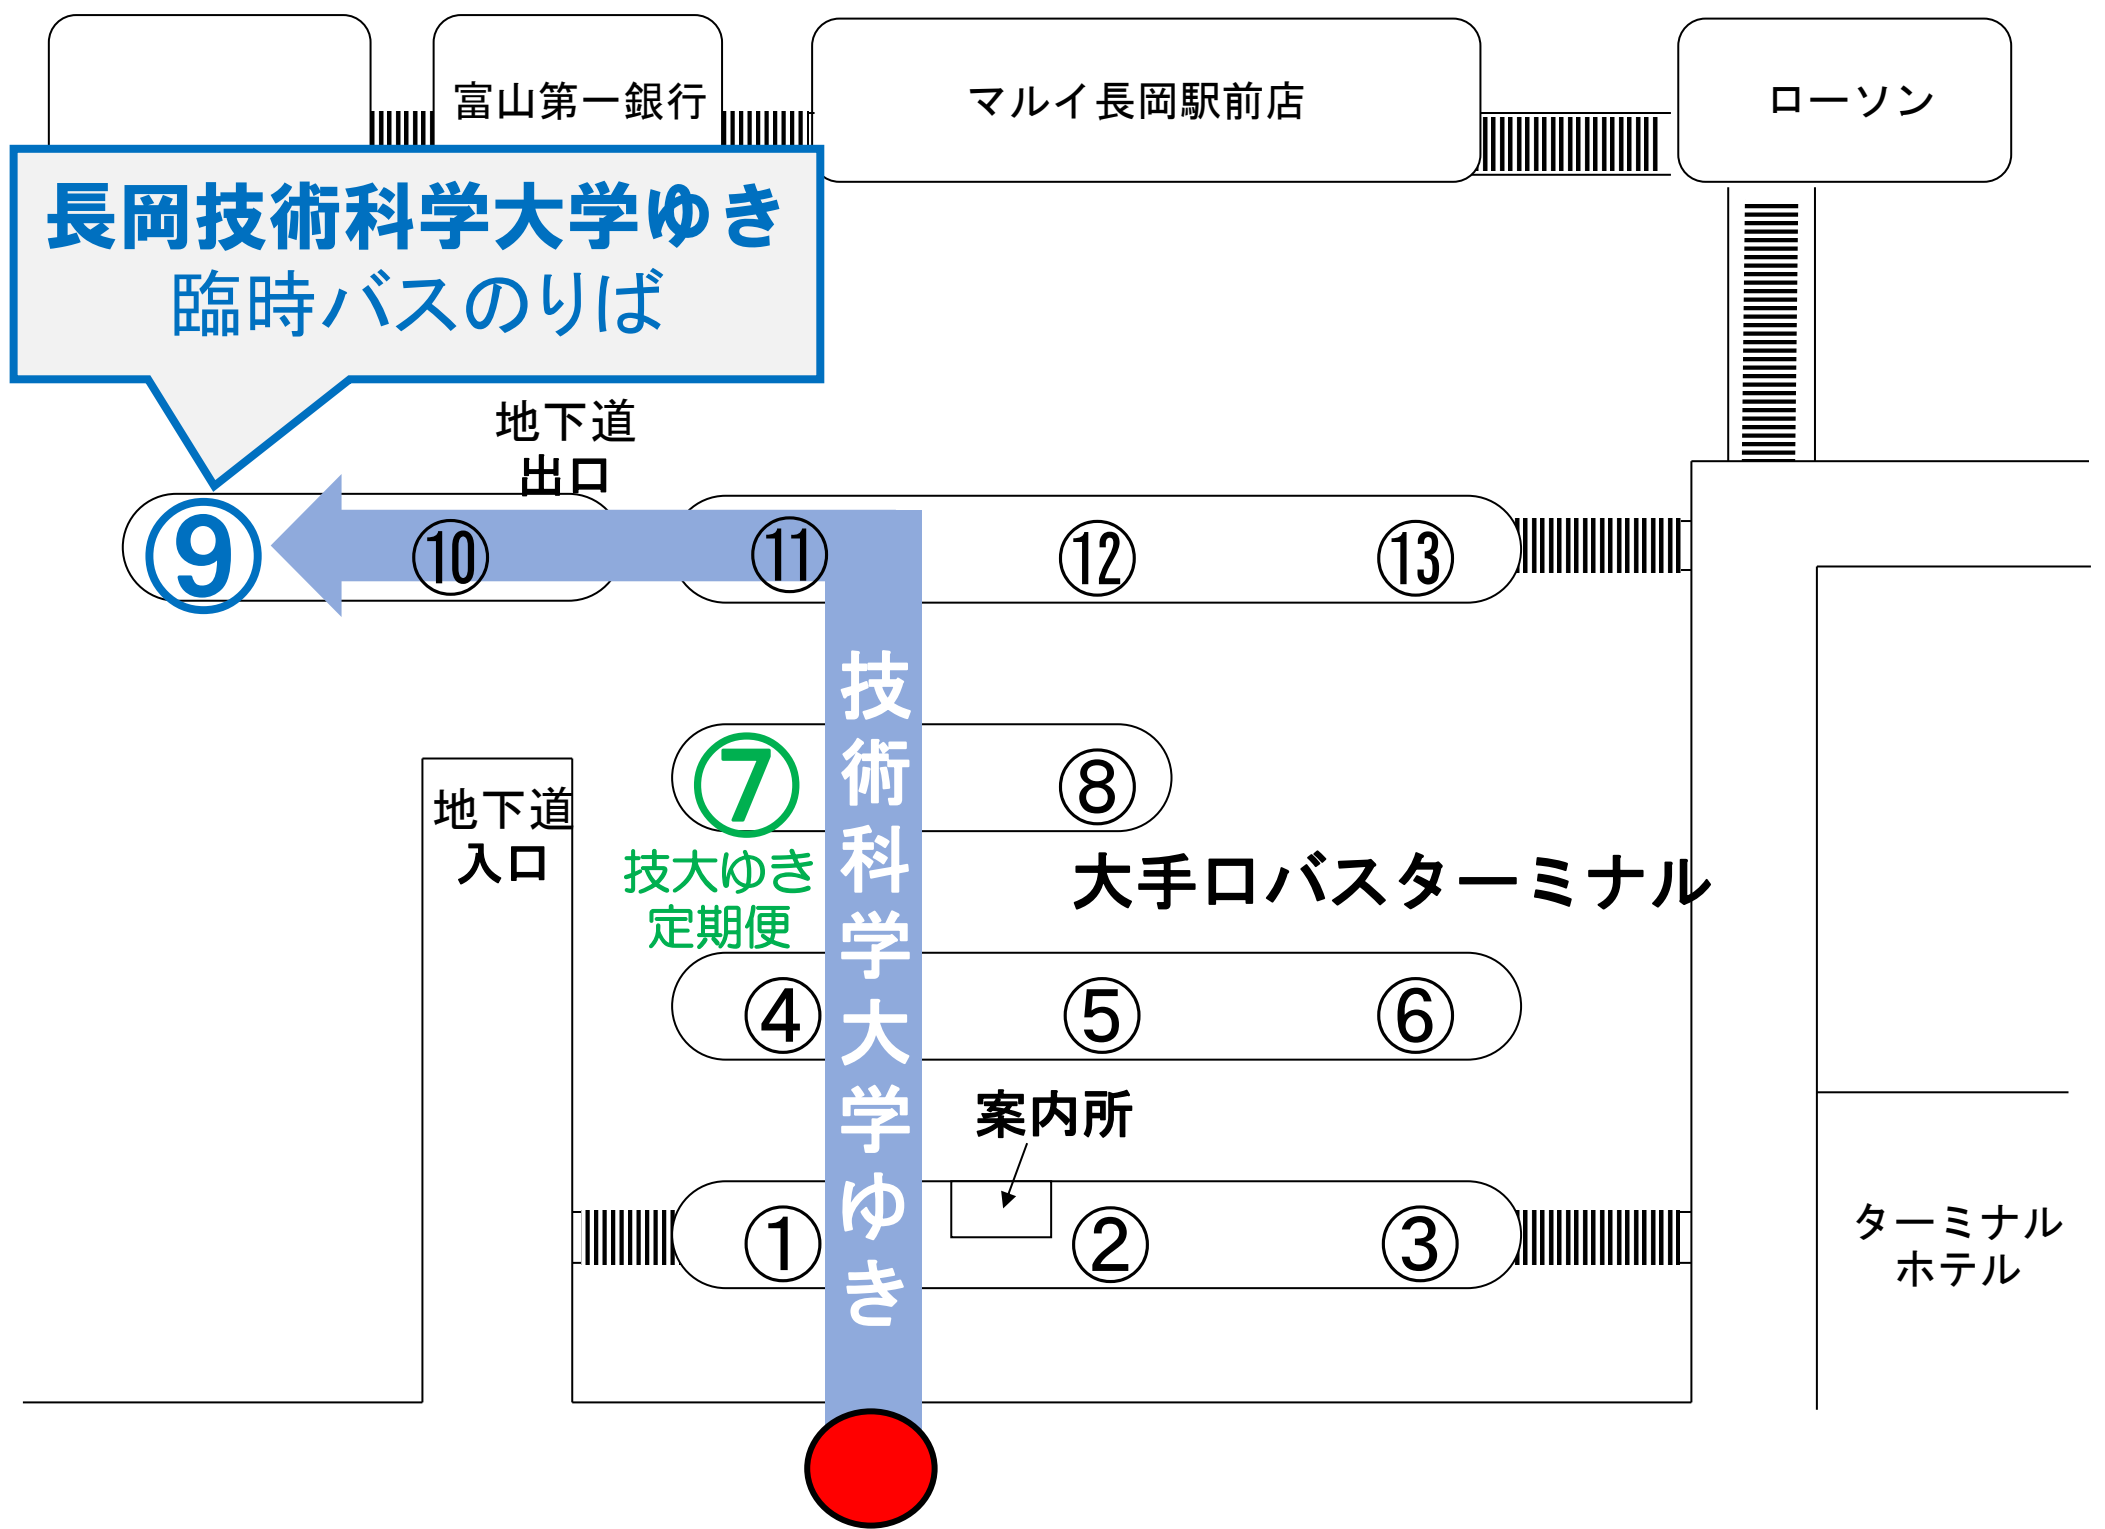 富山第一銀行
マルイ長岡駅前店
ローソン
長岡技術科学大学ゆき
臨時バスのりば
地下道
出口
⑨
⑩
⑪
⑫
⑬
技術科学大学ゆき
⑦
⑧
地下道
入口
技大ゆき
定期便
大手口バスターミナル
④
⑤
⑥
案内所
①
②
③
ターミナル
ホテル